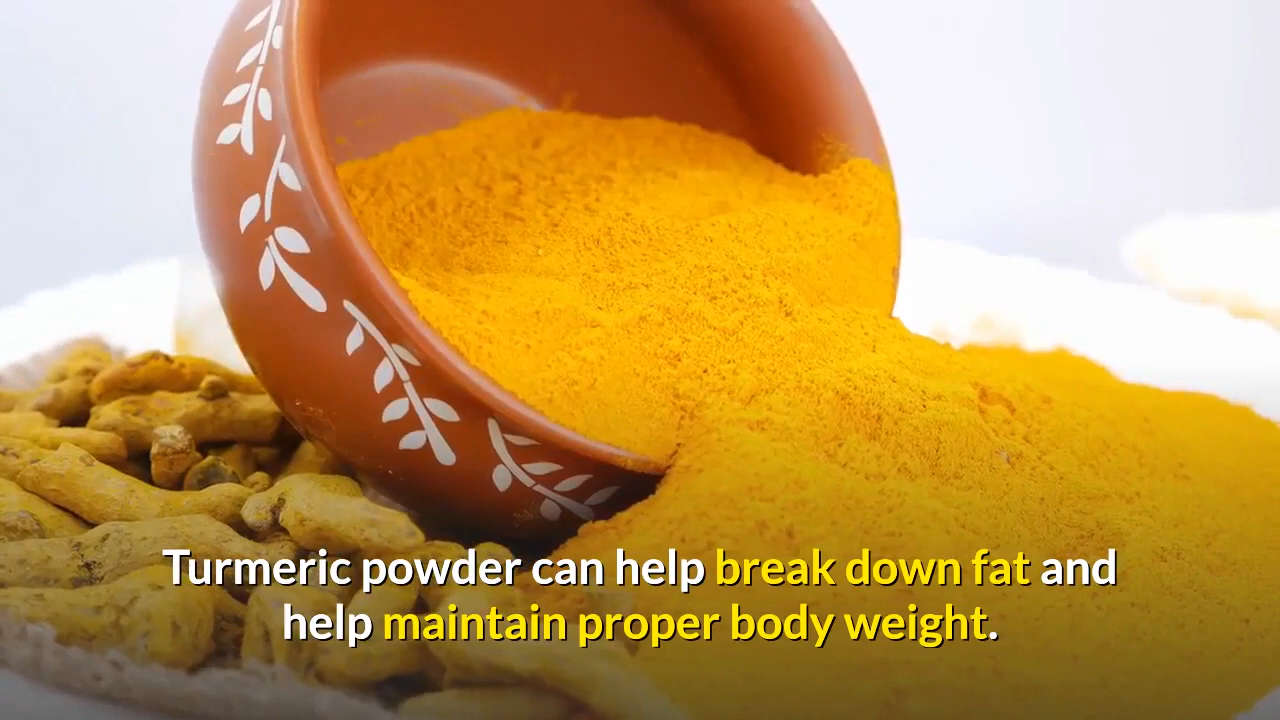 Turmeric powder can help break down fat and
help maintain proper body weight.